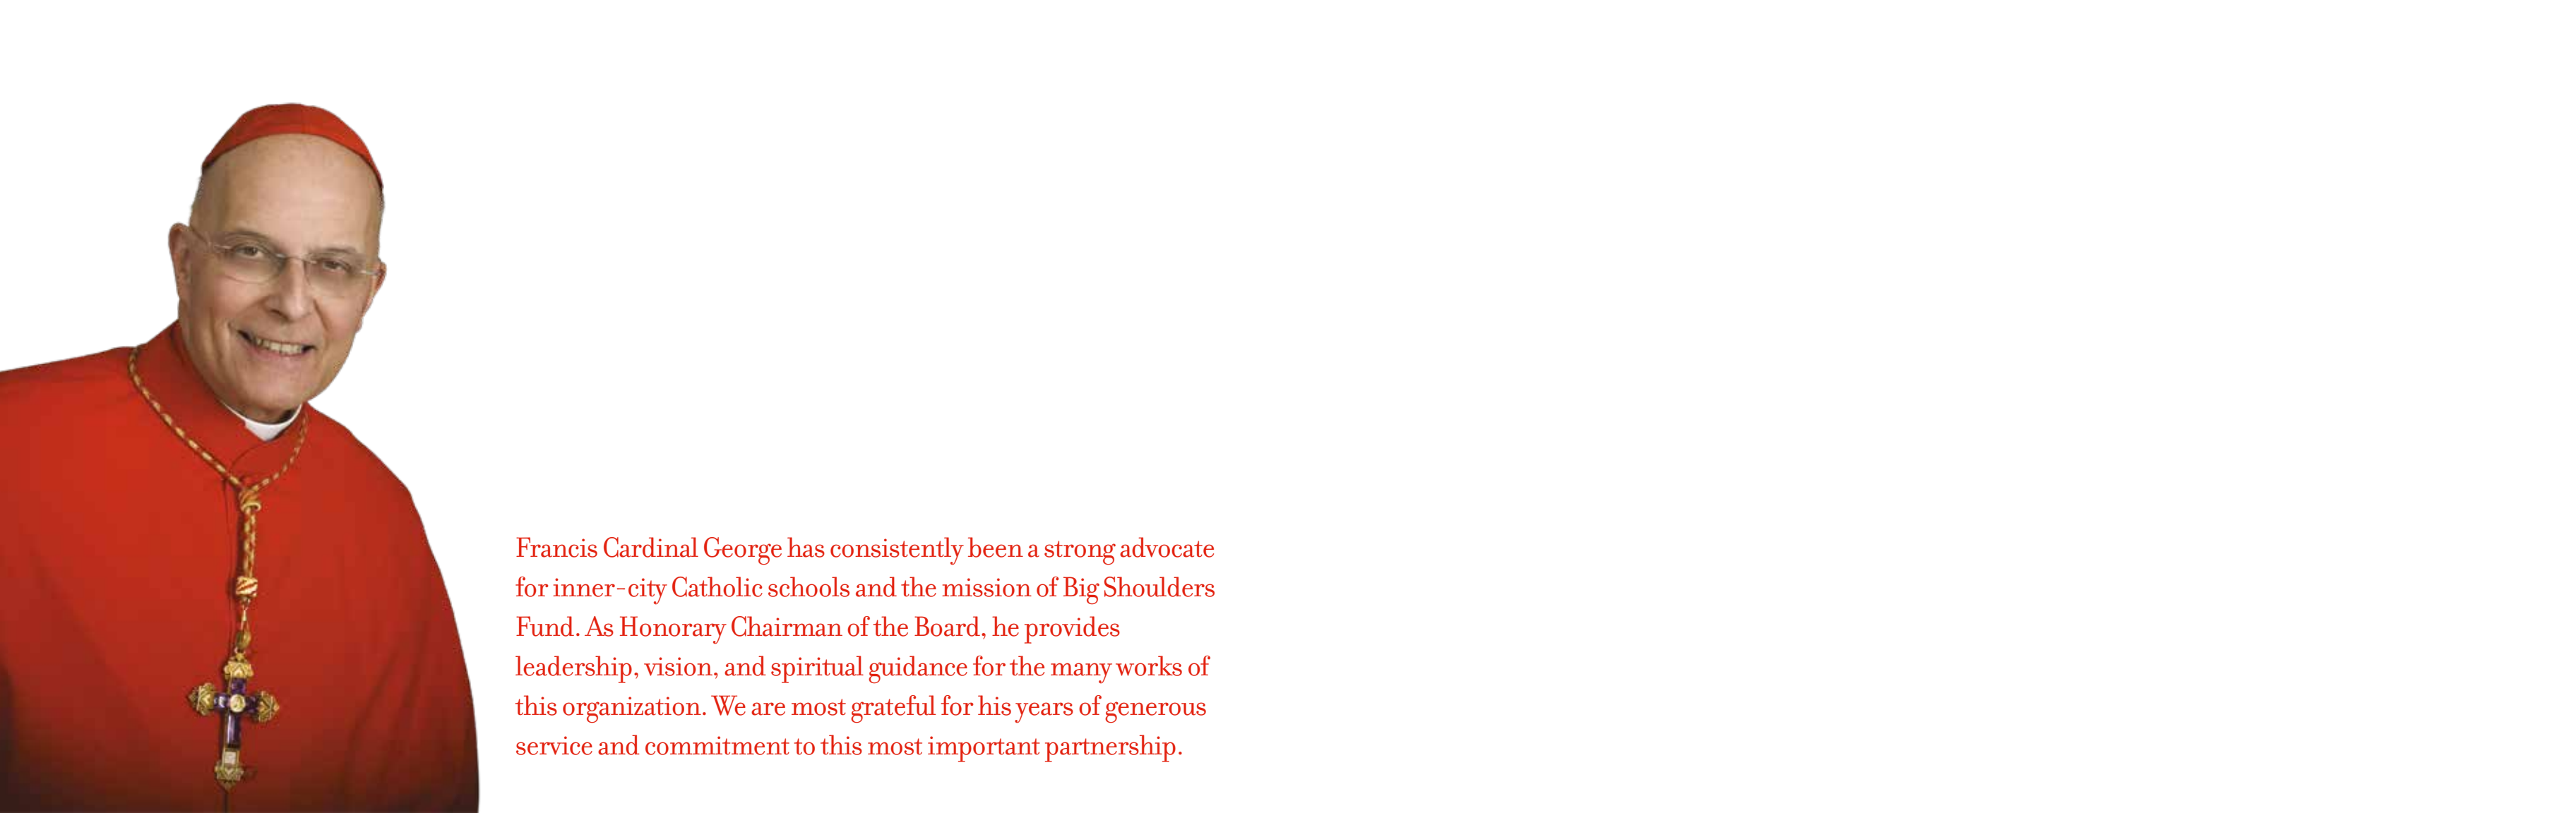 Francis Cardinal George has consistently been a strong advocate
for inner-city Catholic schools and the mission of Big Shoulders
Fund. As Honorary Chairman of the Board, he provides
leadership, vision, and spiritual guidance for the many works of
this organization. We are most grateful for his years of generous
service and commitment to this most important partnership.